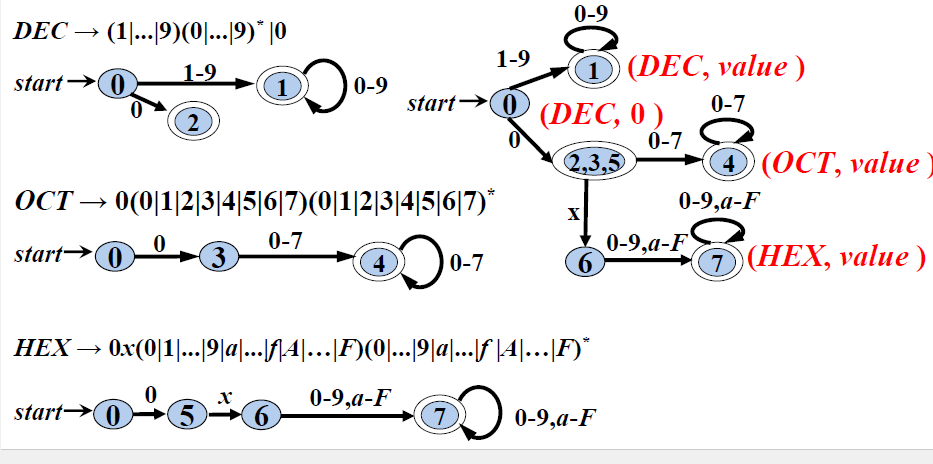 DEC → (1|...|9)(0|...|9)* |0
start
0
1-9
1
0-9
0
2
OCT → 0(0|1|2|3|4|5|6|7)(0|1|2|3|4|5|6|7)*
start
0
0
3
0-7
4
0-7
HEX → 0x(0|1|...|9|a|...|f|A|...|F)(0|...|9|a|...|f |A|...|F)*
start
0
0
5
x
6
0-9,a-F
7
0-9,a-F
0-9
1-9
1
(DEC, value )
start
0
(DEC, 0 )
0
2,3,5
0-7
0-7
4
(OCT, value )
x
6
0-9,a-F
0-9,a-F
7
(HEX, value )